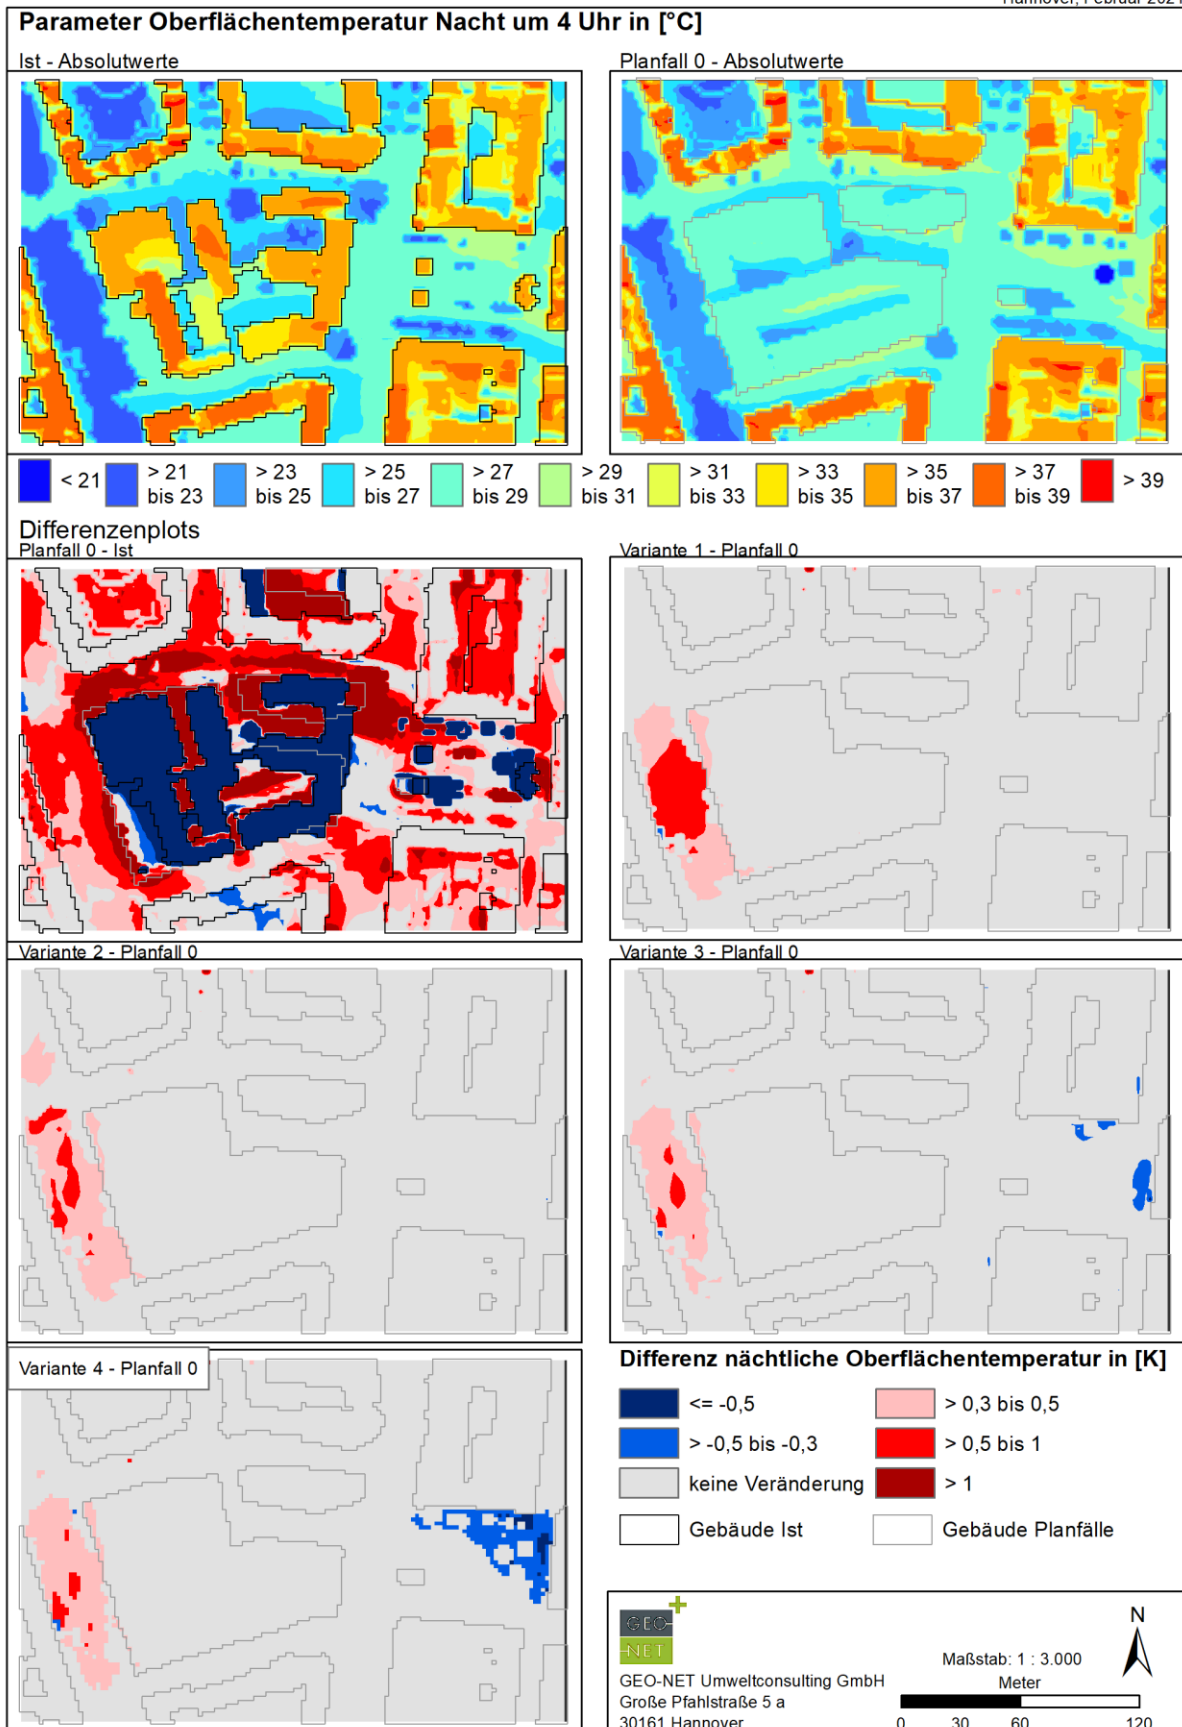 Hannover, Februar 2021
Parameter Oberflächentemperatur Nacht um 4 Uhr in [°C]
Ist - Absolutwerte
Planfall 0 - Absolutwerte
< 21
> 21 bis 23
> 23 bis 25
> 25 bis 27
> 27 bis 29
> 29 bis 31
> 31 bis 33
> 33 bis 35
> 35 bis 37
> 37 bis 39
> 39
Differenzenplots
Planfall 0 - Ist
Variante 1 - Planfall 0
Variante 2 - Planfall 0
Variante 3 - Planfall 0
Variante 4 - Planfall 0
Differenz nächtliche Oberflächentemperatur in [K]
<= -0,5
> 0,3 bis 0,5
> -0,5 bis -0,3
> 0,5 bis 1
keine Veränderung
> 1
Gebäude Ist
Gebäude Planfälle
GEO-
NET
GEO-NET Umweltconsulting GmbH
Große Pfahlstraße 5 a
30161 Hannover
N
Maßstab: 1 : 3.000
Meter
0 30 60 120